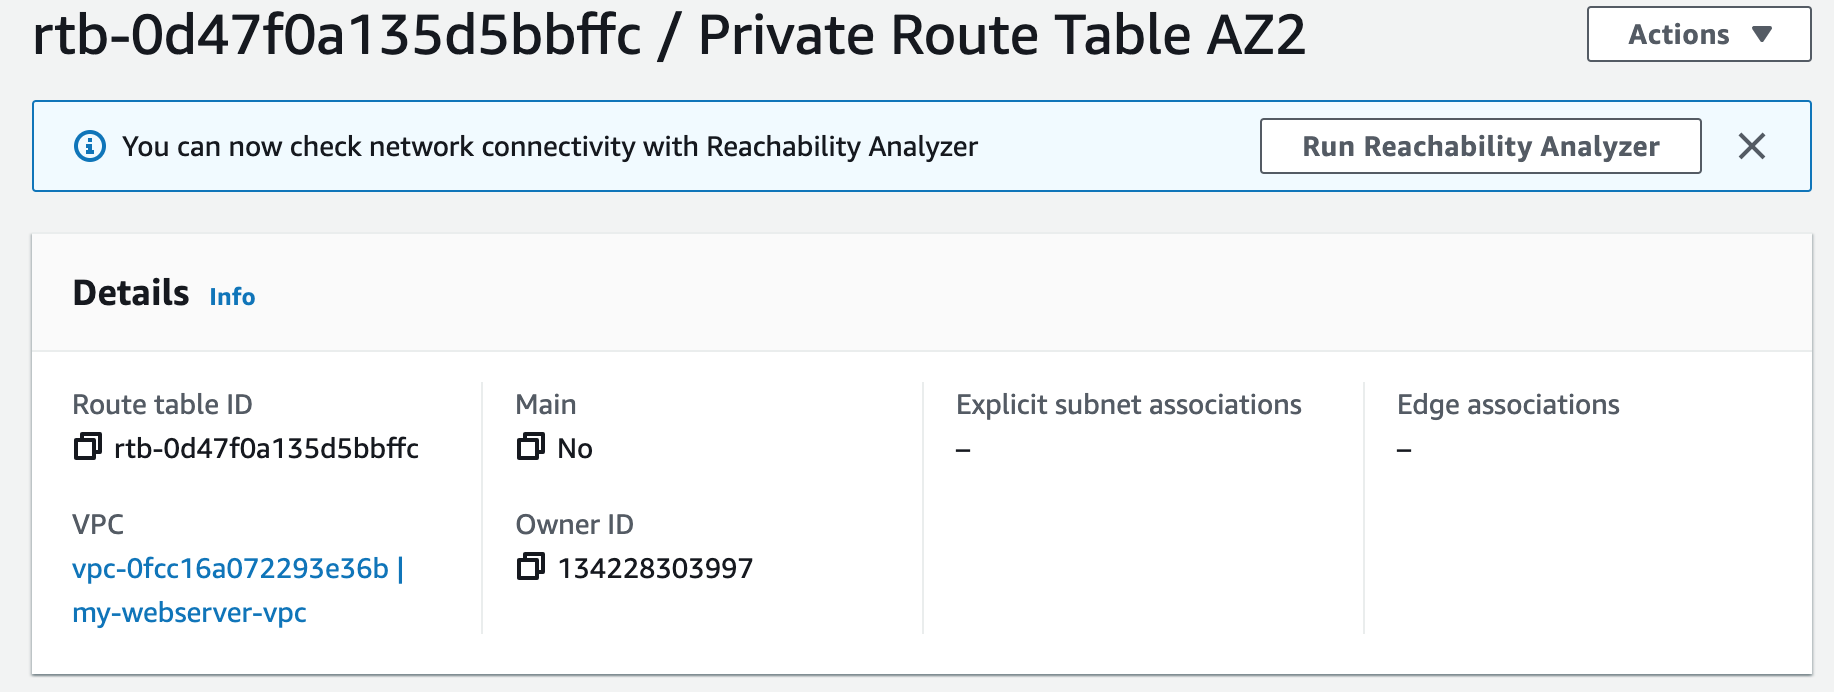 rtb-0d47f0a135d5bbffc / Private Route Table AZ2
Actions
You can now check network connectivity with Reachability Analyzer
Run Reachability Analyzer
Details Info
Route table ID
rtb-0d47f0a135d5bbffc
Main
No
Explicit subnet associations
–
Edge associations
–
VPC
vpc-0fcc16a072293e36b |
my-webserver-vpc
Owner ID
134228303997